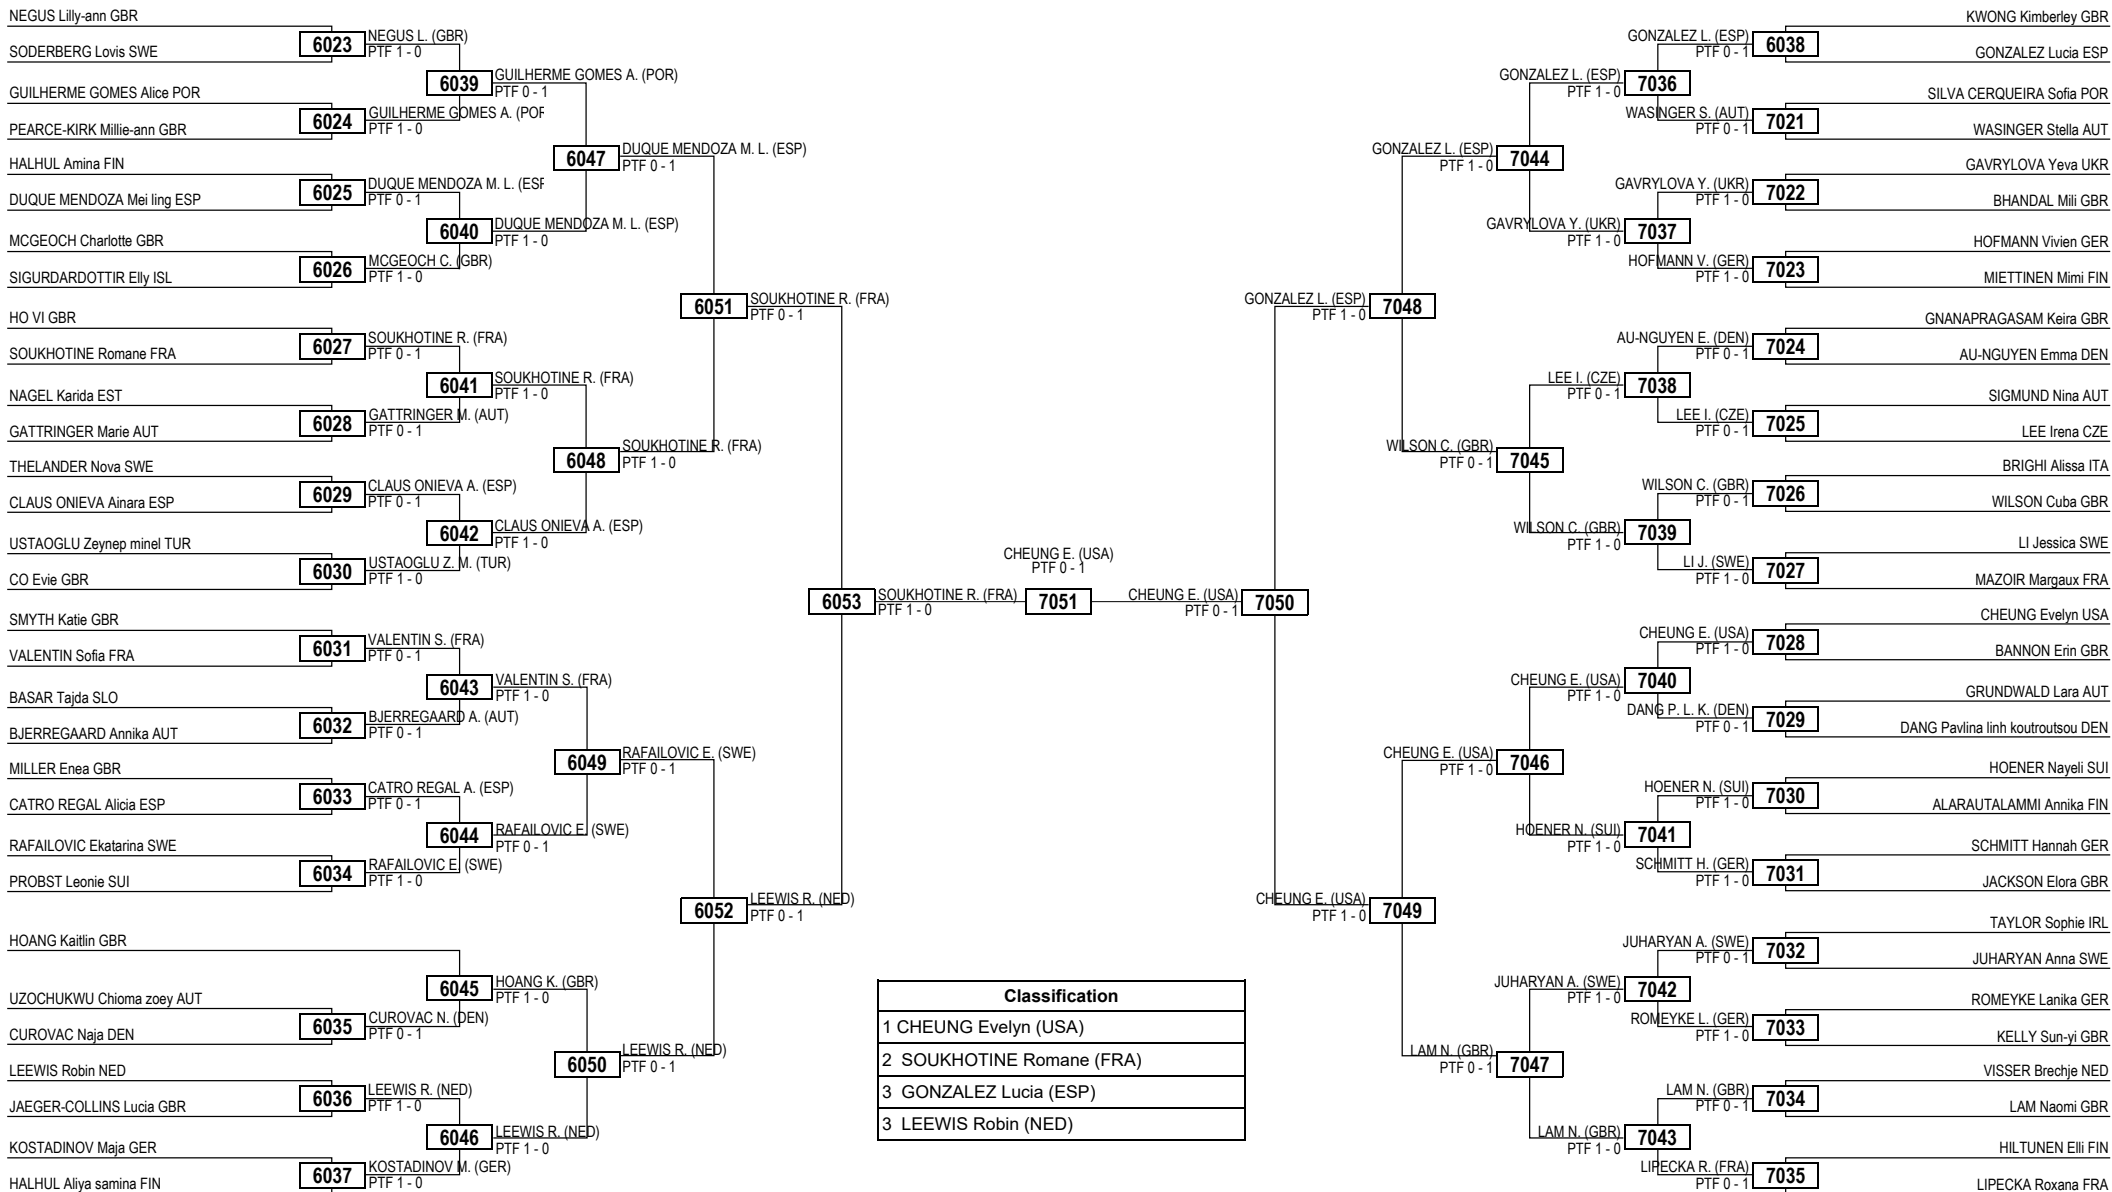 NEGUS Lilly-ann GBR
SODERBERG Lovis SWE
GUILHERME GOMES Alice POR
PEARCE-KIRK Millie-ann GBR
HALHUL Amina FIN
DUQUE MENDOZA Mei ling ESP
MCGEOCH Charlotte GBR
SIGURDARDOTTIR Elly ISL
HO VI GBR
SOUKHOTINE Romane FRA
NAGEL Karida EST
GATTRINGER Marie AUT
THELANDER Nova SWE
CLAUS ONIEVA Ainara ESP
USTAOGLU Zeynep minel TUR
CO Evie GBR
SMYTH Katie GBR
VALENTIN Sofia FRA
BASAR Tajda SLO
BJERREGAARD Annika AUT
MILLER Enea GBR
CATRO REGAL Alicia ESP
RAFAILOVIC Ekatarina SWE
PROBST Leonie SUI
HOANG Kaitlin GBR
UZOCHUKWU Chioma zoey AUT
CUROVAC Naja DEN
LEEWIS Robin NED
JAEGER-COLLINS Lucia GBR
KOSTADINOV Maja GER
HALHUL Aliya samina FIN
6023
NEGUS L. (GBR)
PTF 1 - 0
6024
GUILHERME GOMES A. (POR
PTF 1 - 0
6025
DUQUE MENDOZA M. L. (ESP
PTF 0 - 1
6026
MCGEOCH C. (GBR)
PTF 1 - 0
6027
SOUKHOTINE R. (FRA)
PTF 0 - 1
6028
GATTRINGER M. (AUT)
PTF 0 - 1
6029
CLAUS ONIEVA A. (ESP)
PTF 0 - 1
6030
USTAOGLU Z. M. (TUR)
PTF 1 - 0
6031
VALENTIN S. (FRA)
PTF 0 - 1
6032
BJERREGAARD A. (AUT)
PTF 0 - 1
6033
CATRO REGAL A. (ESP)
PTF 0 - 1
6034
RAFAILOVIC E. (SWE)
PTF 1 - 0
6035
CUROVAC N. (DEN)
PTF 0 - 1
6036
LEEWIS R. (NED)
PTF 1 - 0
6037
KOSTADINOV M. (GER)
PTF 1 - 0
6039
GUILHERME GOMES A. (POR)
PTF 0 - 1
6040
DUQUE MENDOZA M. L. (ESP)
PTF 1 - 0
6041
SOUKHOTINE R. (FRA)
PTF 1 - 0
6042
CLAUS ONIEVA A. (ESP)
PTF 1 - 0
6043
VALENTIN S. (FRA)
PTF 1 - 0
6044
RAFAILOVIC E. (SWE)
PTF 0 - 1
6045
HOANG K. (GBR)
PTF 1 - 0
6046
LEEWIS R. (NED)
PTF 1 - 0
6047
DUQUE MENDOZA M. L. (ESP)
PTF 0 - 1
6048
SOUKHOTINE R. (FRA)
PTF 1 - 0
6049
RAFAILOVIC E. (SWE)
PTF 0 - 1
6050
LEEWIS R. (NED)
PTF 0 - 1
6051
SOUKHOTINE R. (FRA)
PTF 0 - 1
6052
LEEWIS R. (NED)
PTF 0 - 1
6053
SOUKHOTINE R. (FRA)
PTF 1 - 0
CHEUNG E. (USA)
PTF 0 - 1
7051
CHEUNG E. (USA)
PTF 0 - 1
7050
Classification
1 CHEUNG Evelyn (USA)
2 SOUKHOTINE Romane (FRA)
3 GONZALEZ Lucia (ESP)
3 LEEWIS Robin (NED)
GONZALEZ L. (ESP)
PTF 1 - 0
7048
CHEUNG E. (USA)
PTF 1 - 0
7049
GONZALEZ L. (ESP)
PTF 1 - 0
7044
WILSON C. (GBR)
PTF 0 - 1
7045
CHEUNG E. (USA)
PTF 1 - 0
7046
LAM N. (GBR)
PTF 0 - 1
7047
GONZALEZ L. (ESP)
PTF 1 - 0
7036
GAVRYLOVA Y. (UKR)
PTF 1 - 0
7037
LEE I. (CZE)
PTF 0 - 1
7038
WILSON C. (GBR)
PTF 1 - 0
7039
CHEUNG E. (USA)
PTF 1 - 0
7040
HOENER N. (SUI)
PTF 1 - 0
7041
JUHARYAN A. (SWE)
PTF 1 - 0
7042
LAM N. (GBR)
PTF 1 - 0
7043
GONZALEZ L. (ESP)
PTF 0 - 1
6038
WASINGER S. (AUT)
PTF 0 - 1
7021
GAVRYLOVA Y. (UKR)
PTF 1 - 0
7022
HOFMANN V. (GER)
PTF 1 - 0
7023
AU-NGUYEN E. (DEN)
PTF 0 - 1
7024
LEE I. (CZE)
PTF 0 - 1
7025
WILSON C. (GBR)
PTF 0 - 1
7026
LI J. (SWE)
PTF 1 - 0
7027
CHEUNG E. (USA)
PTF 1 - 0
7028
DANG P. L. K. (DEN)
PTF 0 - 1
7029
HOENER N. (SUI)
PTF 1 - 0
7030
SCHMITT H. (GER)
PTF 1 - 0
7031
JUHARYAN A. (SWE)
PTF 0 - 1
7032
ROMEYKE L. (GER)
PTF 1 - 0
7033
LAM N. (GBR)
PTF 0 - 1
7034
LIPECKA R. (FRA)
PTF 0 - 1
7035
KWONG Kimberley GBR
GONZALEZ Lucia ESP
SILVA CERQUEIRA Sofia POR
WASINGER Stella AUT
GAVRYLOVA Yeva UKR
BHANDAL Mili GBR
HOFMANN Vivien GER
MIETTINEN Mimi FIN
GNANAPRAGASAM Keira GBR
AU-NGUYEN Emma DEN
SIGMUND Nina AUT
LEE Irena CZE
BRIGHI Alissa ITA
WILSON Cuba GBR
LI Jessica SWE
MAZOIR Margaux FRA
CHEUNG Evelyn USA
BANNON Erin GBR
GRUNDWALD Lara AUT
DANG Pavlina linh koutroutsou DEN
HOENER Nayeli SUI
ALARAUTALAMMI Annika FIN
SCHMITT Hannah GER
JACKSON Elora GBR
TAYLOR Sophie IRL
JUHARYAN Anna SWE
ROMEYKE Lanika GER
KELLY Sun-yi GBR
VISSER Brechje NED
LAM Naomi GBR
HILTUNEN Elli FIN
LIPECKA Roxana FRA